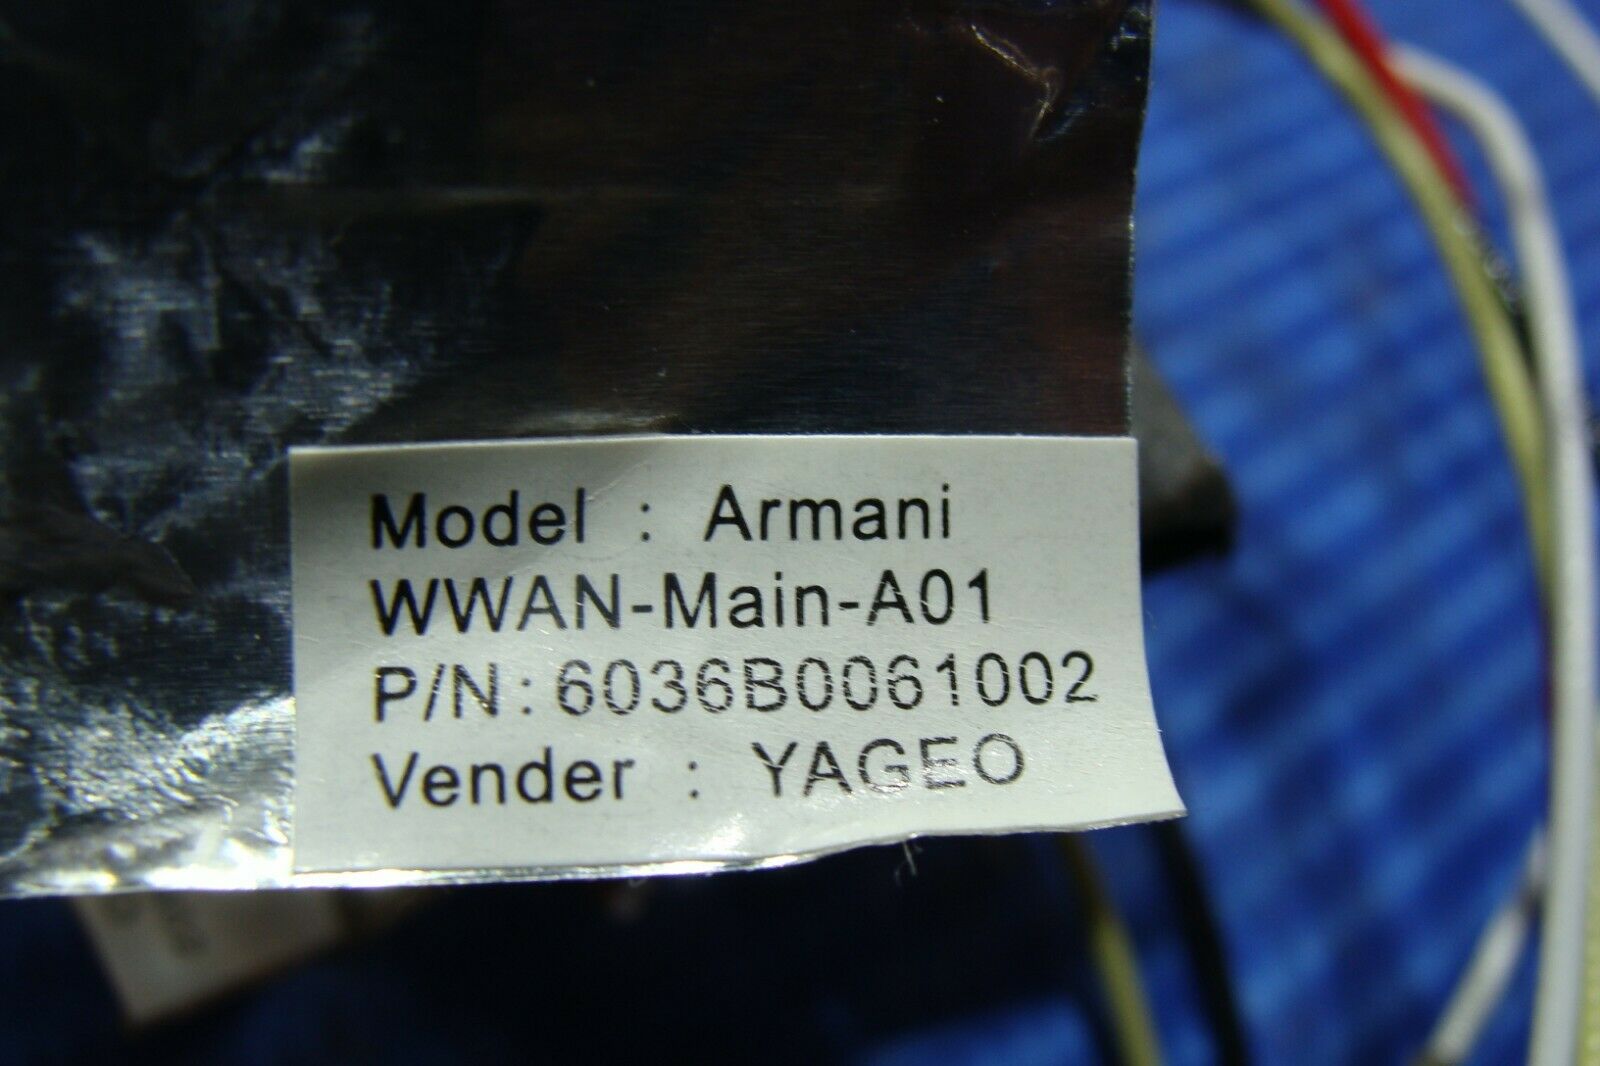 Model : Armani
WWAN-Main-A01
P/N: 6036B0061002
Vender : YAGEO